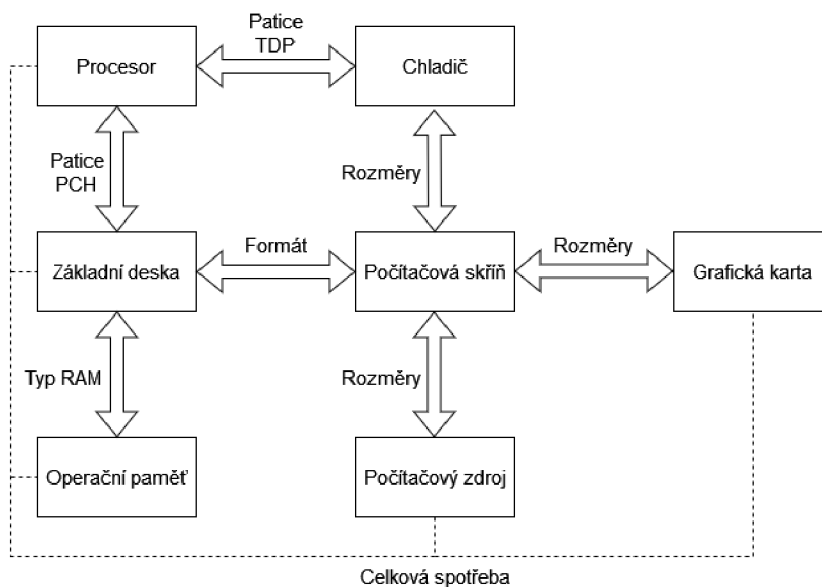 Patice
TDP
Procesor
Chladič
Patice
PCH
Rozměry
Základní deska
Formát
Počítačová skříň
Rozměry
Grafická karta
Typ RAM
Rozměry
Operační paměť
Počítačový zdroj
Celková spotřeba